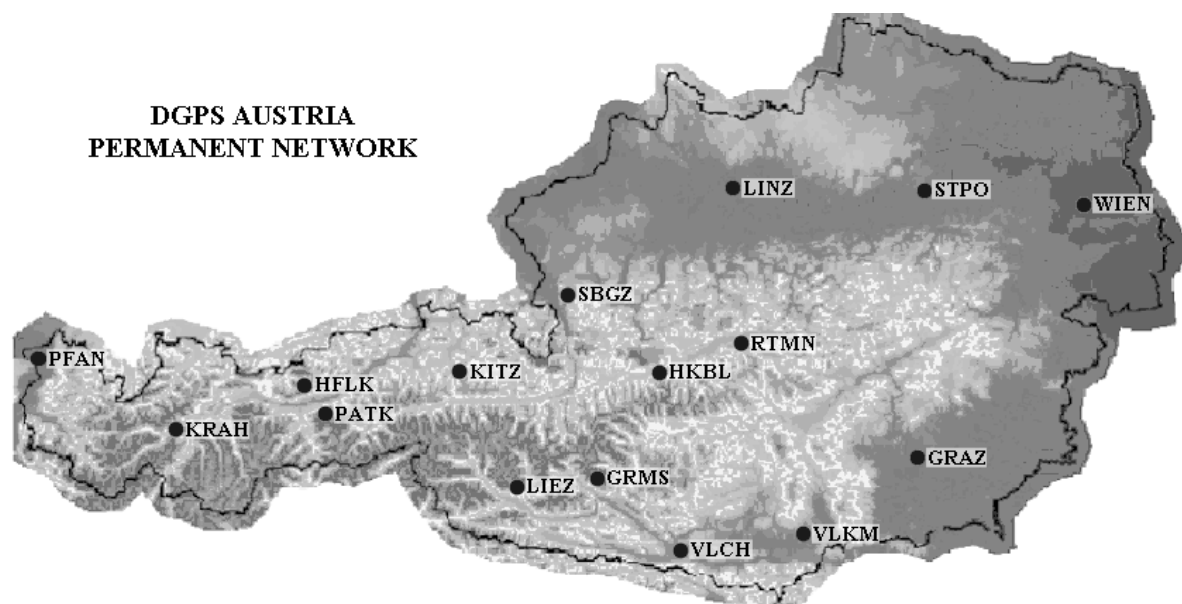 DGPS AUSTRIA
PERMANENT NETWORK
LINZ
STPO
WIEN
SBGZ
RTMN
PFAN
KITZ
HKBL
HFLK
PATK
KRAH
GRAZ
GRMS
LIEZ
VLKM
VLCH